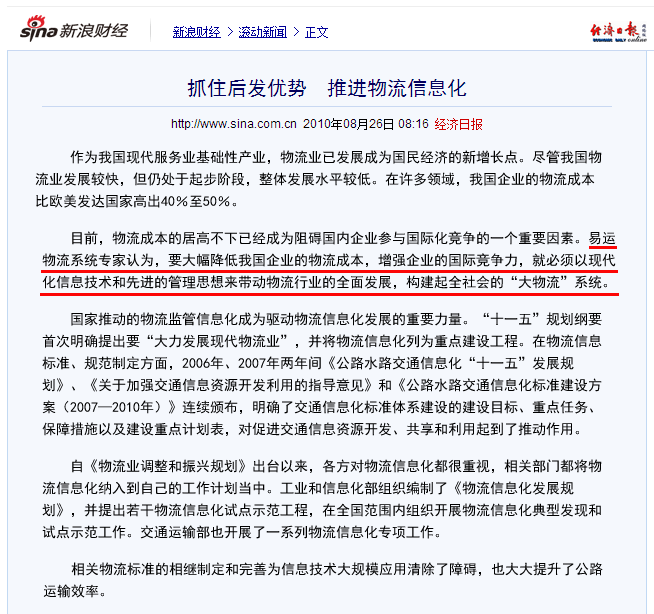 sina 新浪财经
新浪财经 > 滚动新闻 > 正文
经济日报
抓住后发优势　推进物流信息化
http://www.sina.com.cn 2010年08月26日 08:16 经济日报
作为我国现代服务业基础性产业，物流业已发展成为国民经济的新增长点。尽管我国物
流业发展较快，但仍处于起步阶段，整体发展水平较低。在许多领域，我国企业的物流成本
比欧美发达国家高出40%至50%。
目前，物流成本的居高不下已经成为阻碍国内企业参与国际化竞争的一个重要因素。易运
物流系统专家认为，要大幅降低我国企业的物流成本，增强企业的国际竞争力，就必须以现代
化信息技术和先进的管理思想来带动物流行业的全面发展，构建起全社会的“大物流”系统。
国家推动的物流监管信息化成为驱动物流信息化发展的重要力量。“十一五”规划纲要
首次明确提出要“大力发展现代物流业”，并将物流信息化列为重点建设工程。在物流信息
标准、规范制定方面，2006年、2007年两年间《公路水路交通信息化“十一五”发展规
划》、《关于加强交通信息资源开发利用的指导意见》和《公路水路交通信息化标准建设方
案（2007—2010年）》连续颁布，明确了交通信息化标准体系建设的建设目标、重点任务、
保障措施以及建设重点计划表，对促进交通信息资源开发、共享和利用起到了推动作用。
自《物流业调整和振兴规划》出台以来，各方对物流信息化都很重视，相关部门都将物
流信息化纳入到自己的工作计划当中。工业和信息化部组织编制了《物流信息化发展规
划》，并提出若干物流信息化试点示范工程，在全国范围内组织开展物流信息化典型发现和
试点示范工作。交通运输部也开展了一系列物流信息化专项工作。
相关物流标准的相继制定和完善为信息技术大规模应用清除了障碍，也大大提升了公路
运输效率。